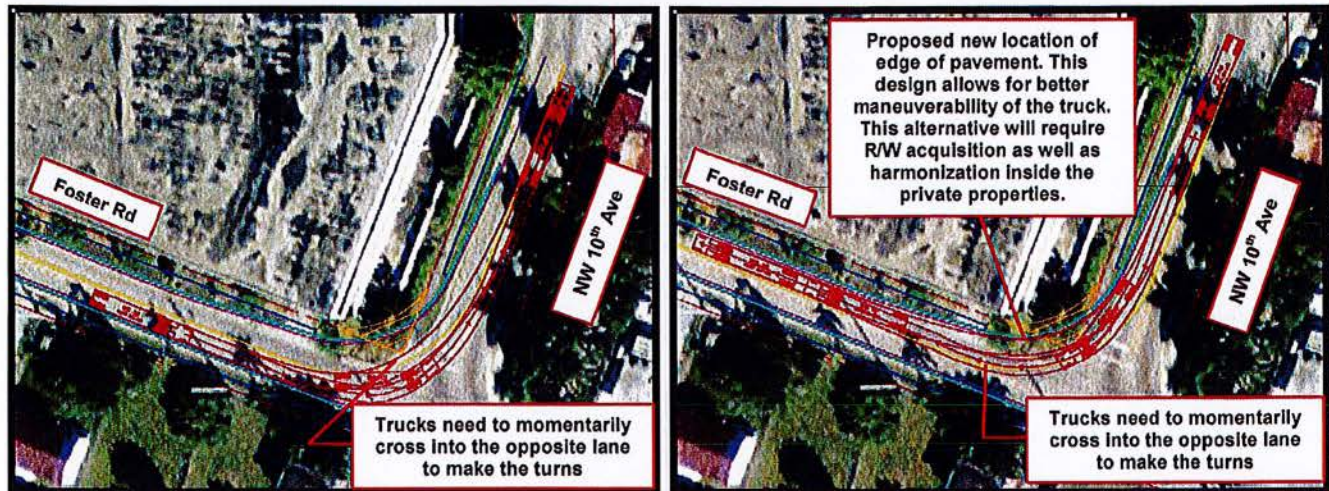 Foster Rd
NW 10th Ave
Trucks need to momentarily
cross into the opposite lane
to make the turns
Proposed new location of
edge of pavement. This
design allows for better
maneuverability of the truck.
This alternative will require
R/W acquisition as well as
harmonization inside the
private properties.
Foster Rd
NW 10th Ave
Trucks need to momentarily
cross into the opposite lane
to make the turns